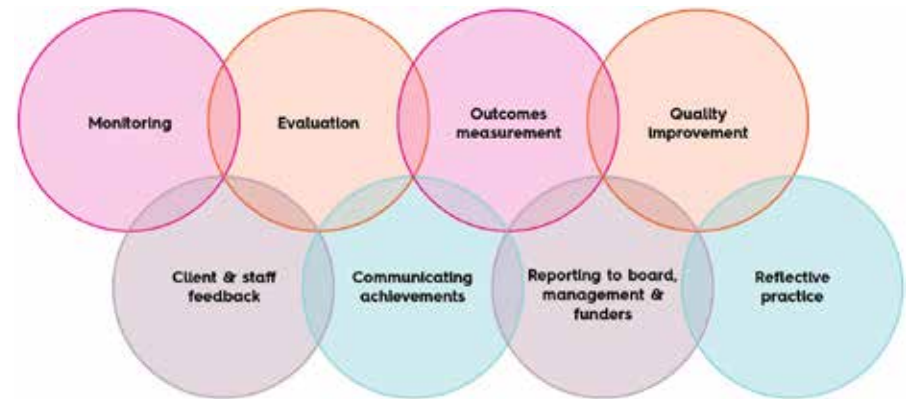 Monitoring
Evaluation
Outcomes
measurement
Quality
improvement
Client & staff
feedback
Communicating
achievements
Reporting to board,
management &
funders
Reflective
practice